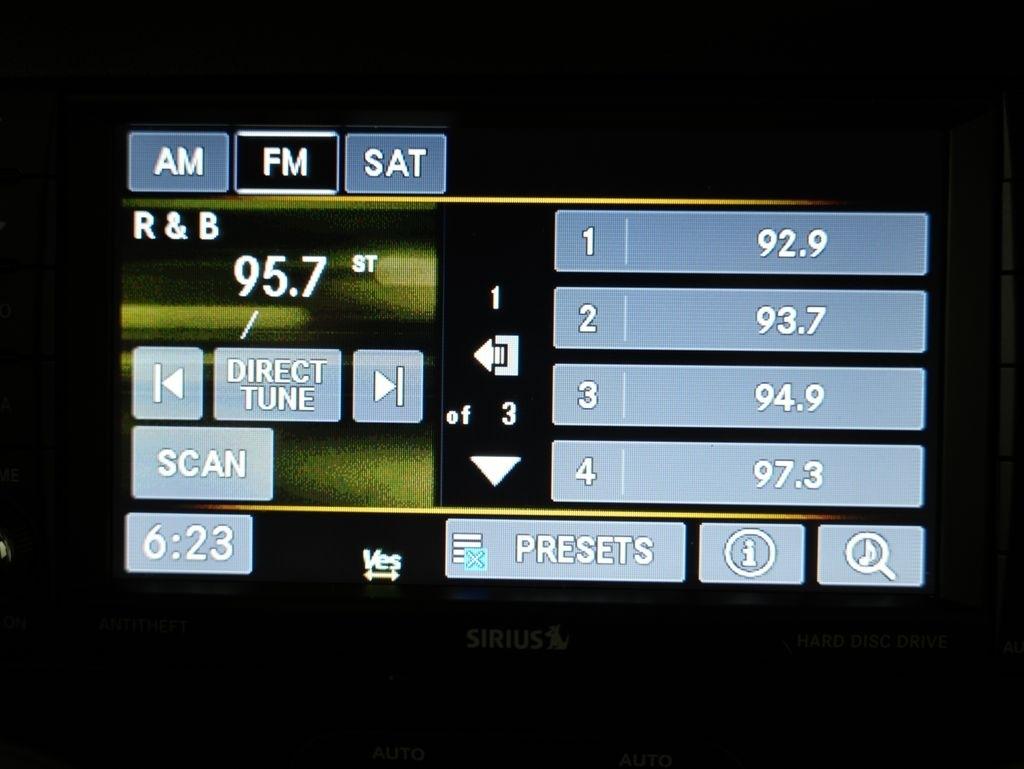 AM FM SAT
R & B
95.7 ST
/
DIRECT
TUNE
SCAN
1
of 3
1 92.9
2 93.7
3 94.9
4 97.3
6:23
Yes
PRESETS
i
ANTITHEFT
SIRIUS
HARD DISC DRIVE
AUTO AUTO